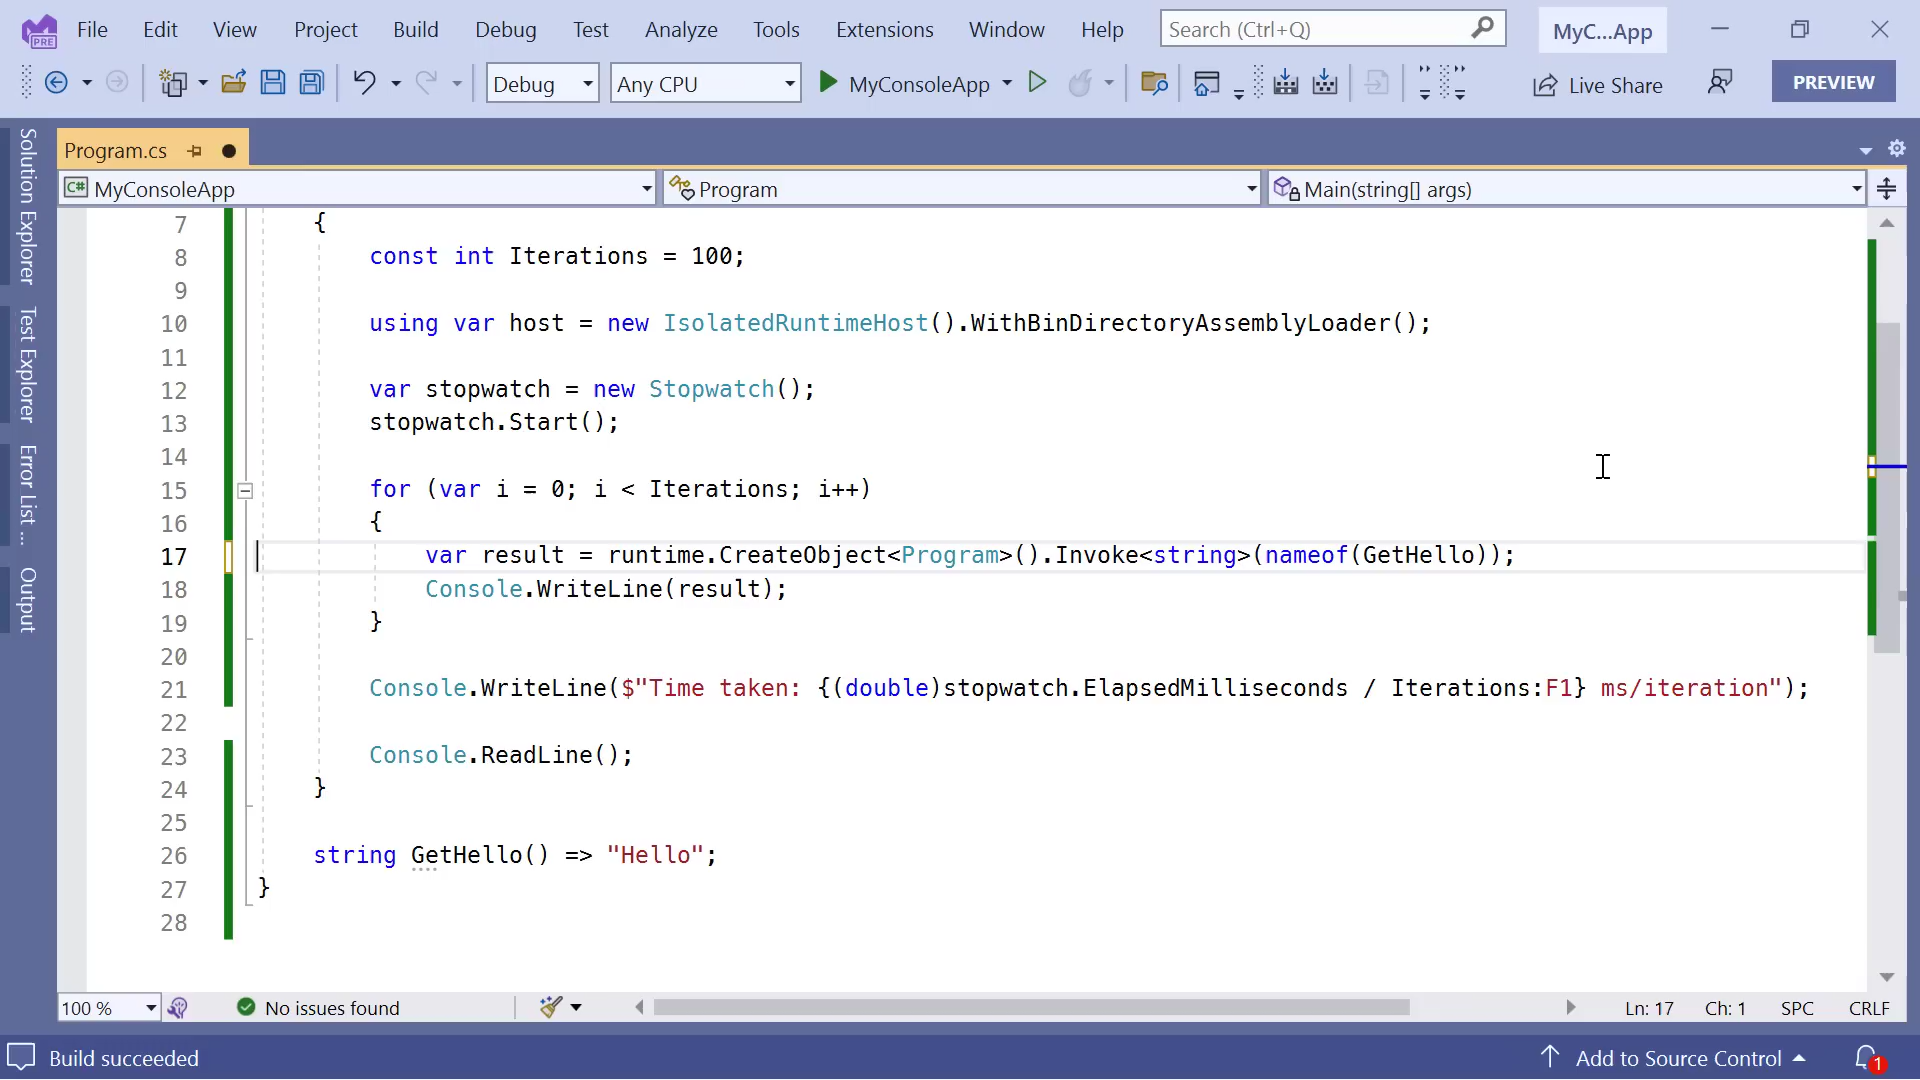 PRE File Edit View Project Build Debug Test Analyze Tools Extensions Window Help Search (Ctrl+Q) MyC...App
Debug Any CPU MyConsoleApp Live Share PREVIEW
Solution Explorer
Test Explorer
Error List ...
Output
Program.cs
C# MyConsoleApp Program Main(string[] args)
7 {
8 const int Iterations = 100;
9
10 using var host = new IsolatedRuntimeHost().WithBinDirectoryAssemblyLoader();
11
12 var stopwatch = new Stopwatch();
13 stopwatch.Start();
14
15 for (var i = 0; i < Iterations; i++)
16 {
17 var result = runtime.CreateObject<Program>().Invoke<string>(nameof(GetHello));
18 Console.WriteLine(result);
19 }
20
21 Console.WriteLine($"Time taken: {(double)stopwatch.ElapsedMilliseconds / Iterations:F1} ms/iteration");
22
23 Console.ReadLine();
24 }
25
26 string GetHello() => "Hello";
27 }
28
100 % No issues found Ln: 17 Ch: 1 SPC CRLF
Build succeeded Add to Source Control 1